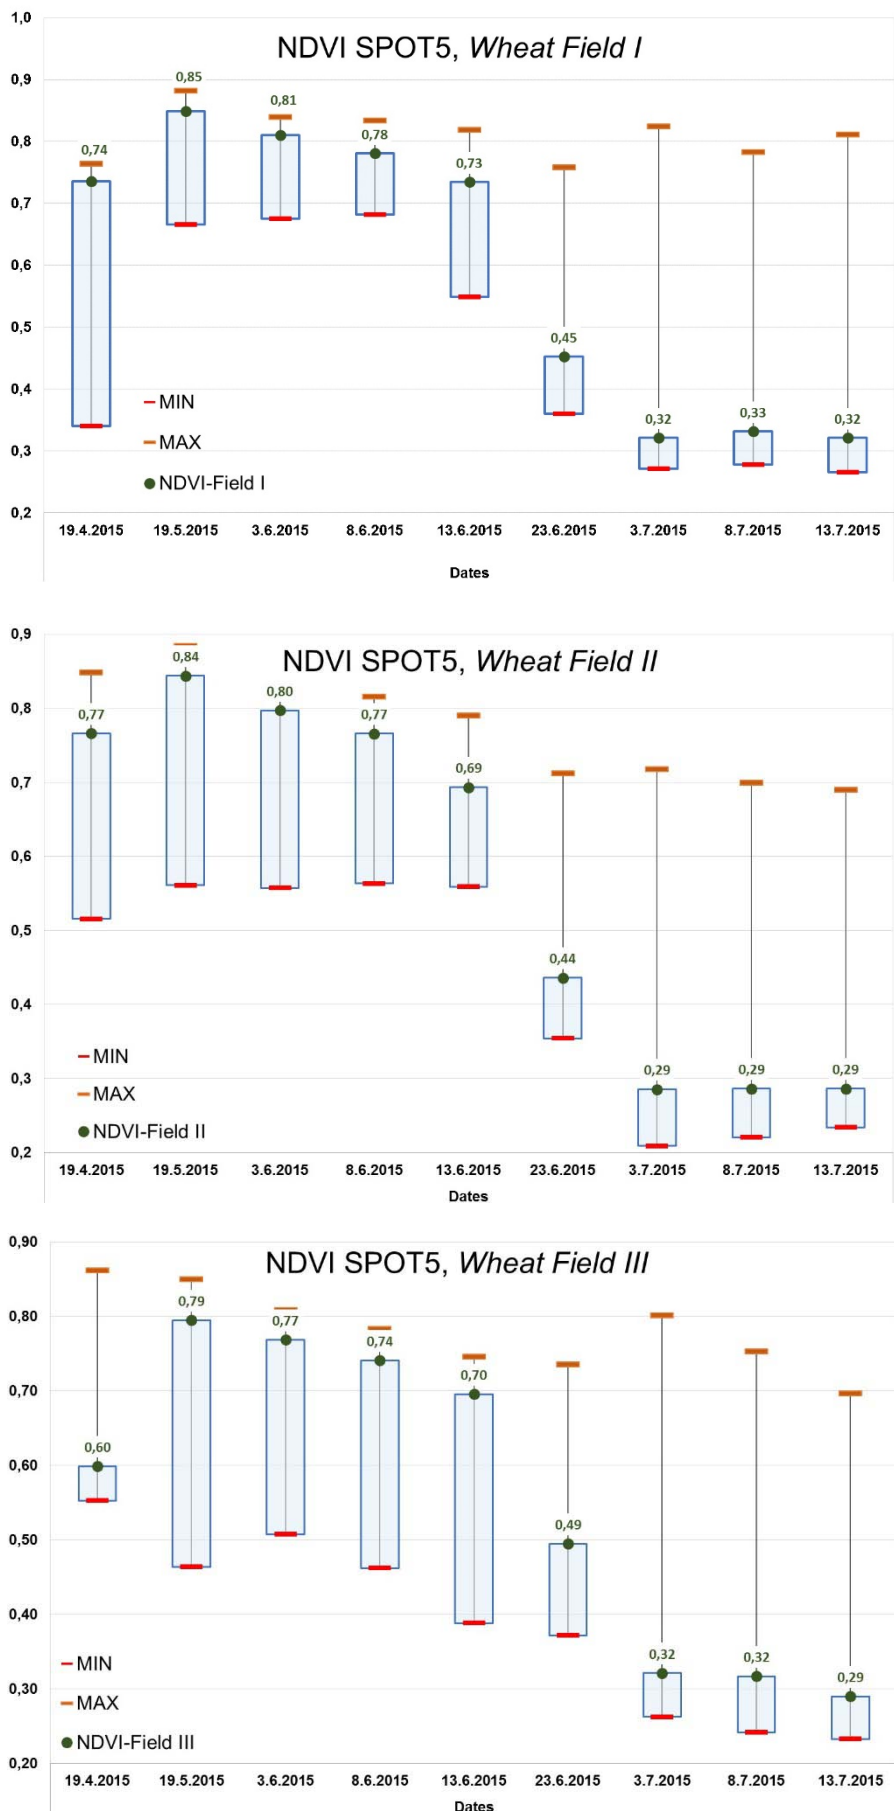 NDVI SPOT5, Wheat Field I
1,0
0,9
0,8
0,7
0,6
0,5
0,4
0,3
0,2
0,74
0,85
0,81
0,78
0,73
0,45
0,32
0,33
0,32
MIN
MAX
NDVI-Field I
19.4.2015 19.5.2015 3.6.2015 8.6.2015 13.6.2015 23.6.2015 3.7.2015 8.7.2015 13.7.2015
Dates
NDVI SPOT5, Wheat Field II
0,9
0,8
0,7
0,6
0,5
0,4
0,3
0,2
0,77
0,84
0,80
0,77
0,69
0,44
0,29
0,29
0,29
MIN
MAX
NDVI-Field II
19.4.2015 19.5.2015 3.6.2015 8.6.2015 13.6.2015 23.6.2015 3.7.2015 8.7.2015 13.7.2015
Dates
NDVI SPOT5, Wheat Field III
0,90
0,80
0,70
0,60
0,50
0,40
0,30
0,20
0,60
0,79
0,77
0,74
0,70
0,49
0,32
0,32
0,29
MIN
MAX
NDVI-Field III
19.4.2015 19.5.2015 3.6.2015 8.6.2015 13.6.2015 23.6.2015 3.7.2015 8.7.2015 13.7.2015
Dates